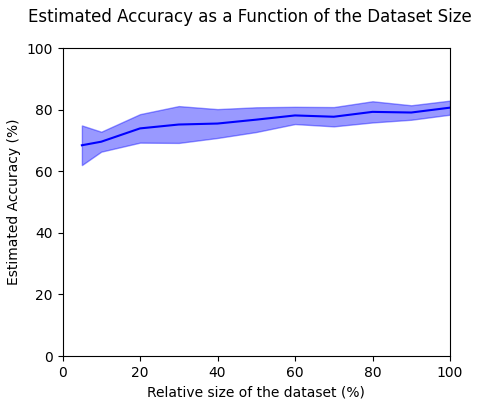 Estimated Accuracy as a Function of the Dataset Size
100
80
60
40
20
0
Estimated Accuracy (%)
0 20 40 60 80 100
Relative size of the dataset (%)